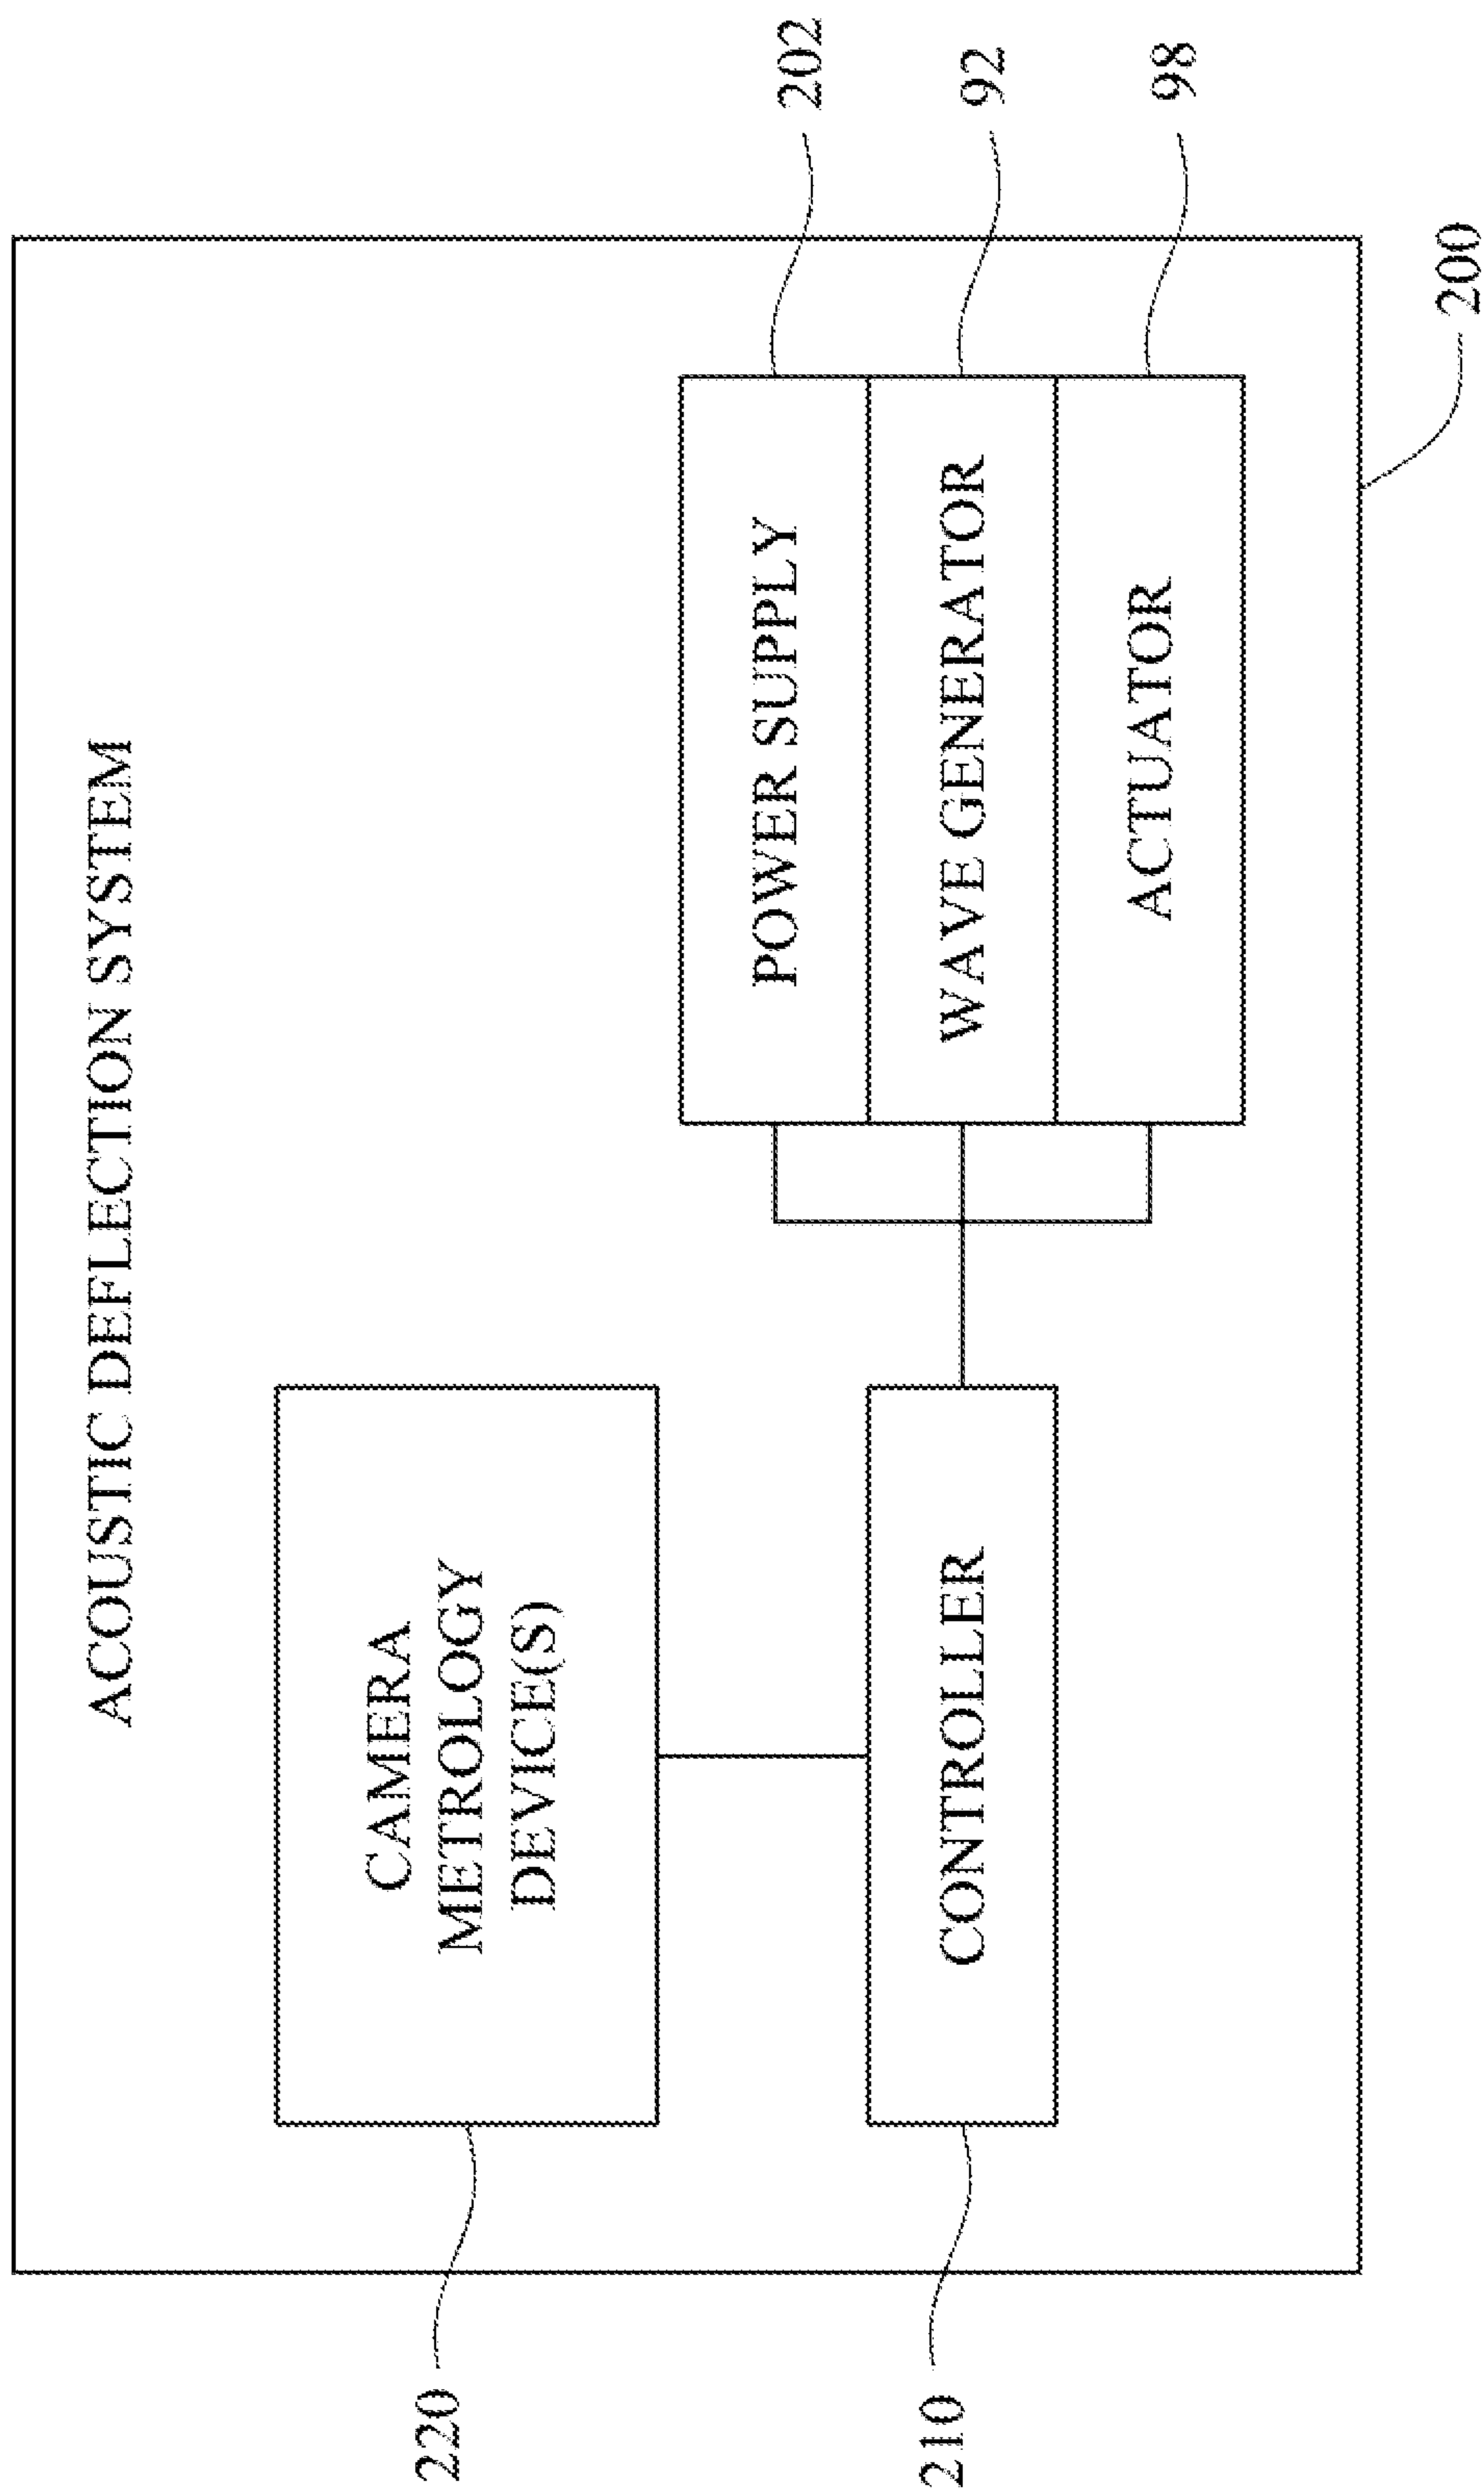 ACOUSTIC DEFLECTION SYSTEM
220
CAMERA
METROLOGY
DEVICE(S)
210
CONTROLLER
POWER SUPPLY
202
WAVE GENERATOR
92
ACTUATOR
98
200